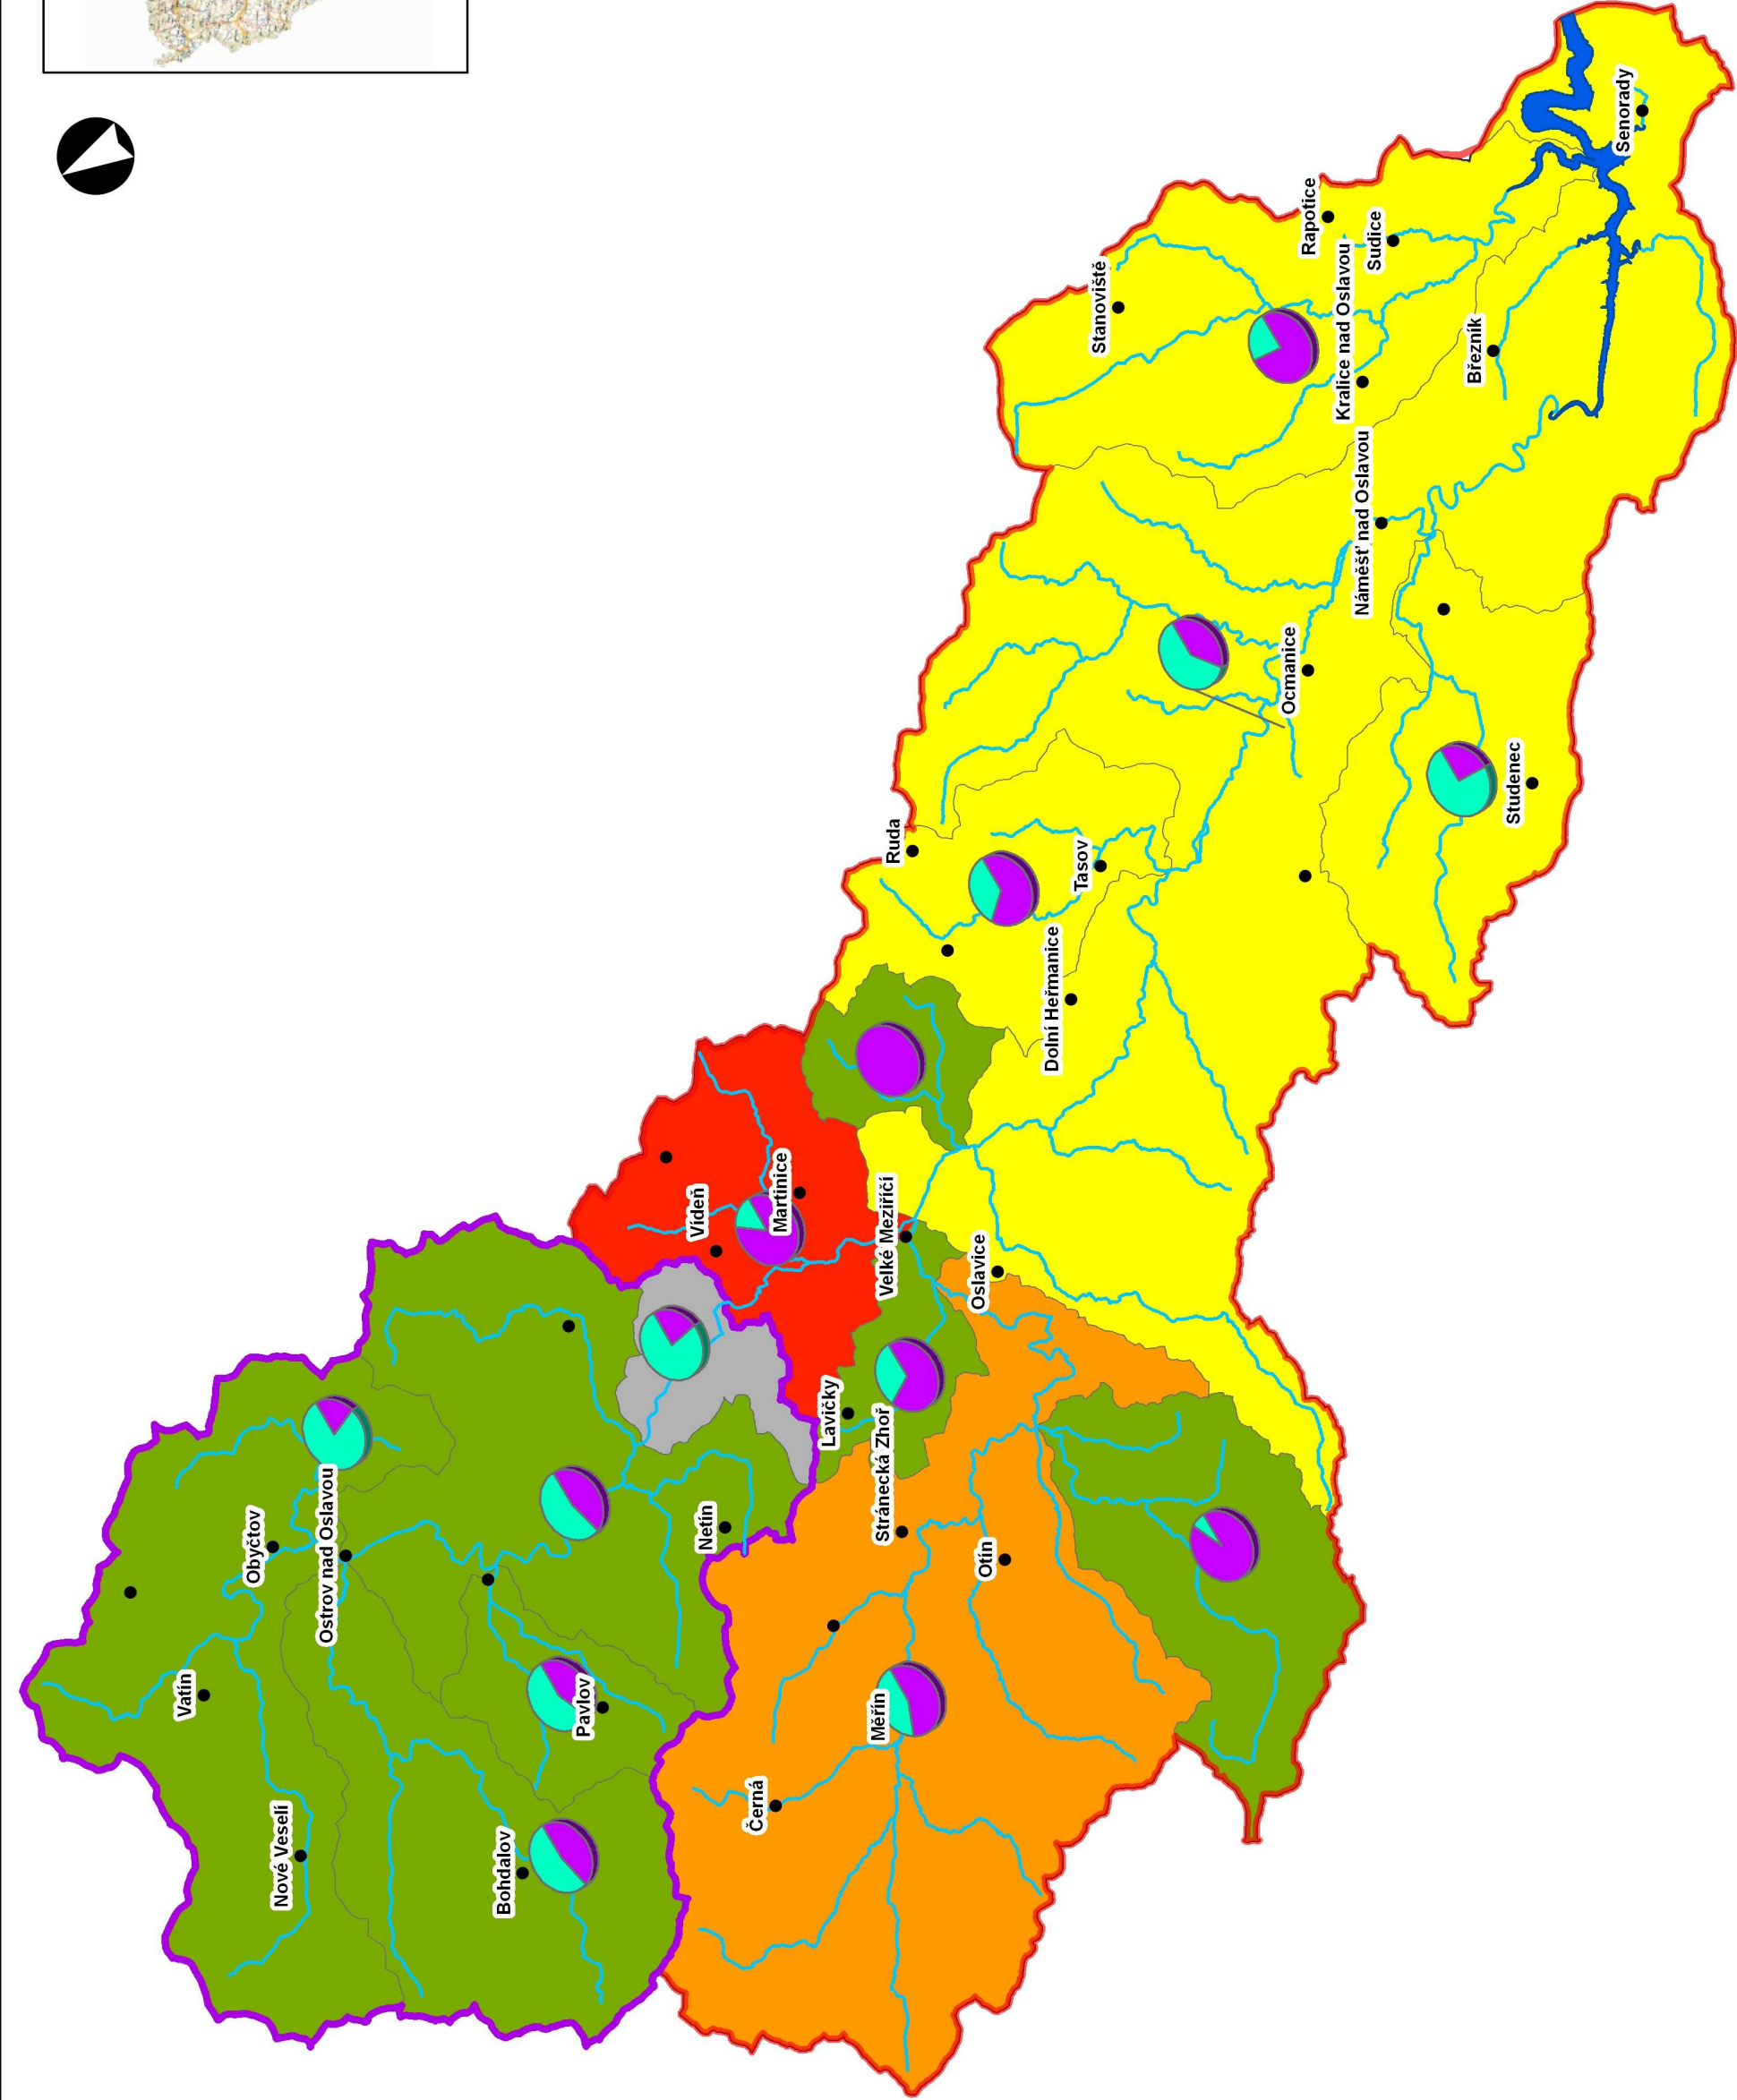 Senorady
Rapotice
Sudice
Stanoviště
Kralice nad Oslavou
Březník
Náměšť nad Oslavou
Ocmanice
Studenec
Ruda
Tasov
Dolní Heřmanice
Martinice
Vídeň
Velké Meziříčí
Oslavice
Lavičky
Stránecká Zhoř
Netín
Otín
Obyčtov
Ostrov nad Oslavou
Vatín
Pavlov
Měřín
Černá
Nové Veselí
Bohdalov